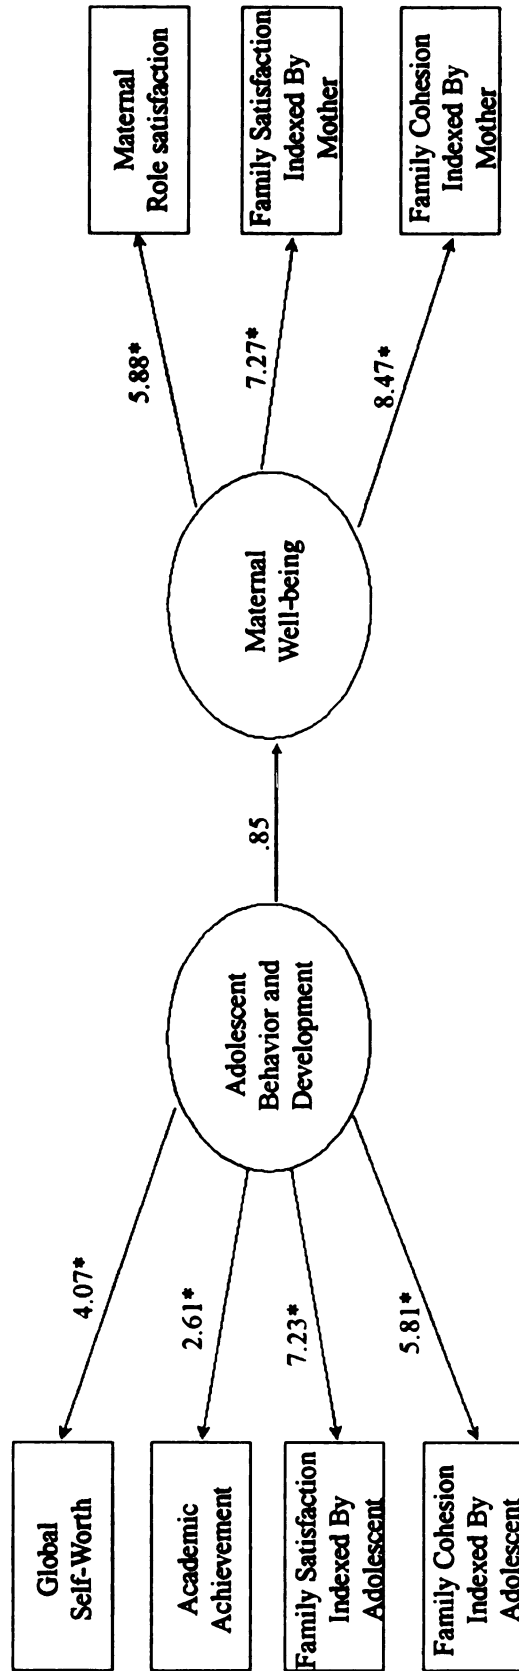 Global
Self-Worth
Academic
Achievement
Family Satisfaction
Indexed By
Adolescent
Family Cohesion
Indexed By
Adolescent
4.07*
2.61*
7.23*
5.81*
Adolescent
Behavior and
Development
.85
Maternal
Well-being
5.88*
7.27*
8.47*
Maternal
Role satisfaction
Family Satisfaction
Indexed By
Mother
Family Cohesion
Indexed By
Mother